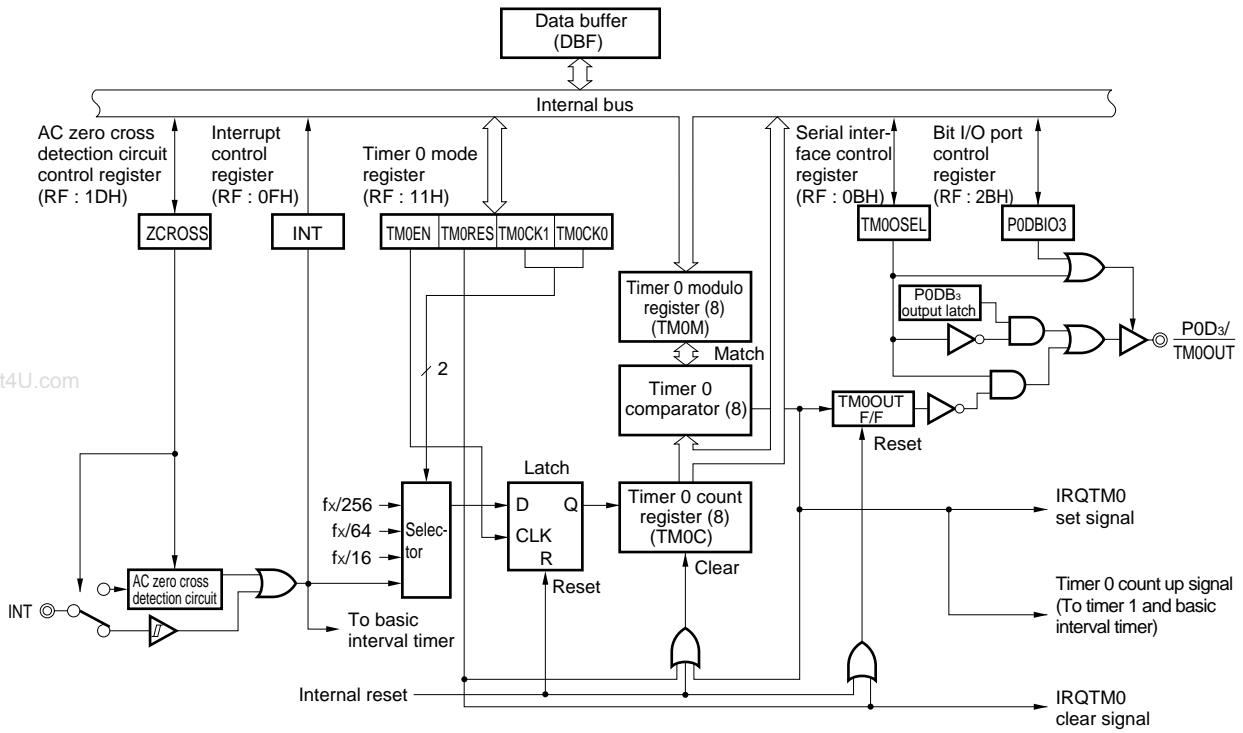 Data buffer
(DBF)
Internal bus
AC zero cross
detection circuit
control register
(RF : 1DH)
Interrupt
control
register
(RF : 0FH)
Timer 0 mode
register
(RF : 11H)
Serial inter-
face control
register
(RF : 0BH)
Bit I/O port
control
register
(RF : 2BH)
ZCROSS
INT
TM0EN TM0RES TM0CK1 TM0CK0
TM0OSEL
P0DBIO3
Timer 0 modulo
register (8)
(TM0M)
P0DB3
output latch
P0D3/
TM0OUT
Match
2
t4U.com
Timer 0
comparator (8)
TM0OUT
F/F
Reset
Latch
fX/256
fX/64
fX/16
Selec-
tor
D Q
CLK
R
Timer 0 count
register (8)
(TM0C)
IRQTM0
set signal
Clear
Reset
AC zero cross
detection circuit
INT
To basic
interval timer
Timer 0 count up signal
(To timer 1 and basic
interval timer)
Internal reset
IRQTM0
clear signal